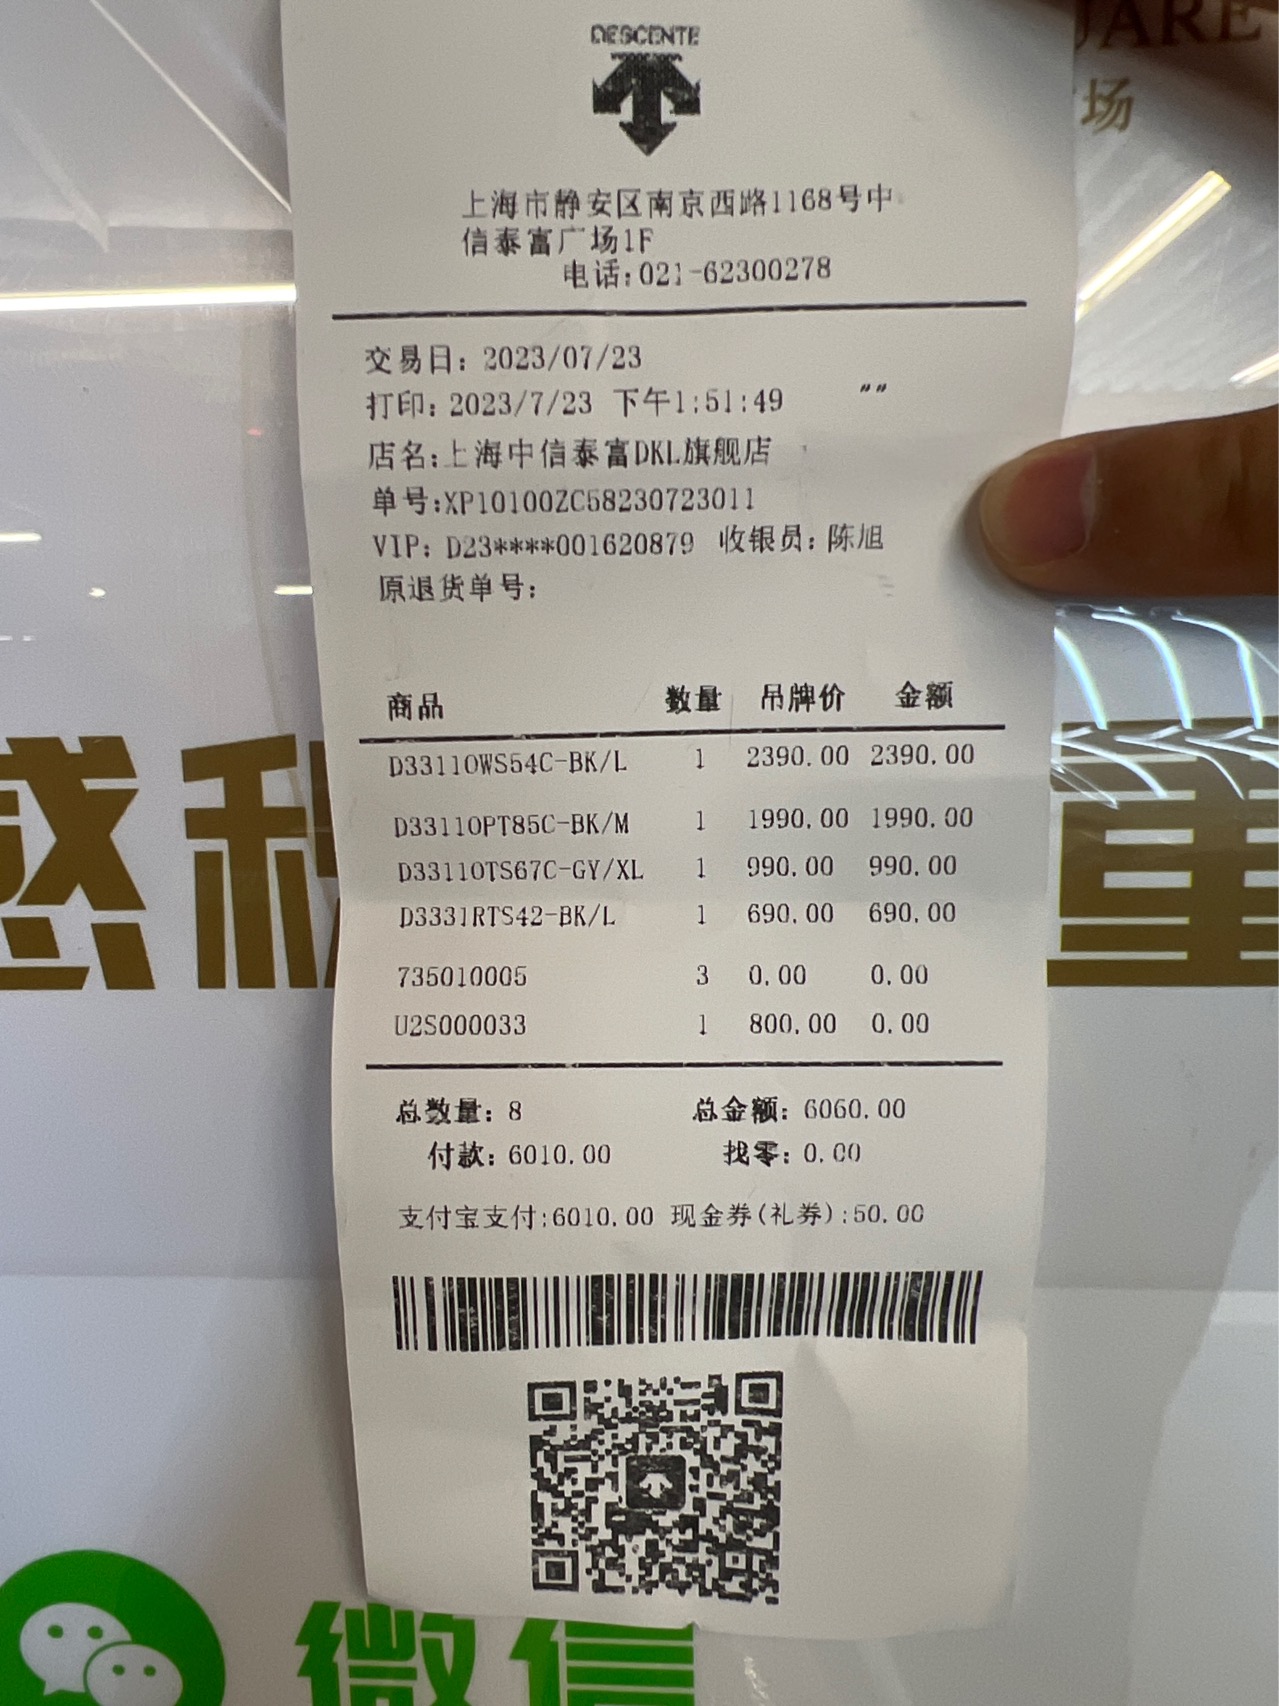 DESCENTE
上海市静安区南京西路1168号中
信泰富广场1F
电话:021-62300278
交易日: 2023/07/23
打印: 2023/7/23 下午1:51:49 ""
店名:上海中信泰富DKL旗舰店
单号:XP10100ZC58230723011
VIP: D23****001620879 收银员: 陈旭
原退货单号:
商品 数量 吊牌价 金额
D33110WS54C-BK/L 1 2390.00 2390.00
D33110PT85C-BK/M 1 1990.00 1990.00
D33110TS67C-GY/XL 1 990.00 990.00
D3331RTS42-BK/L 1 690.00 690.00
735010005 3 0.00 0.00
U2S000033 1 800.00 0.00
总数量: 8 总金额: 6060.00
付款: 6010.00 找零: 0.00
支付宝支付:6010.00 现金券(礼券):50.00
场
重
微信